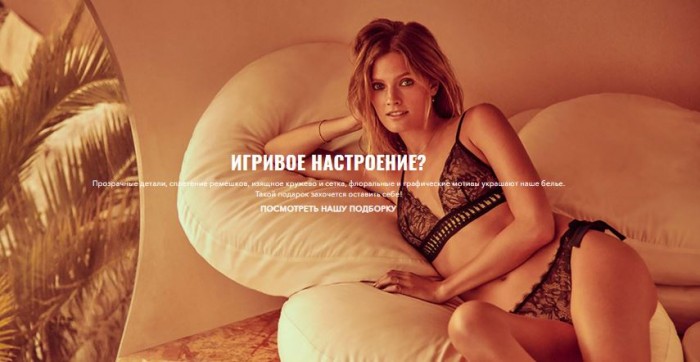 ИГРИВОЕ НАСТРОЕНИЕ?
Прозрачные детали, сплетение ремешков, изящное кружево и сетка, флоральные и графические мотивы украшают наше белье.
Такой подарок захочется оставить себе!
ПОСМОТРЕТЬ НАШУ ПОДБОРКУ